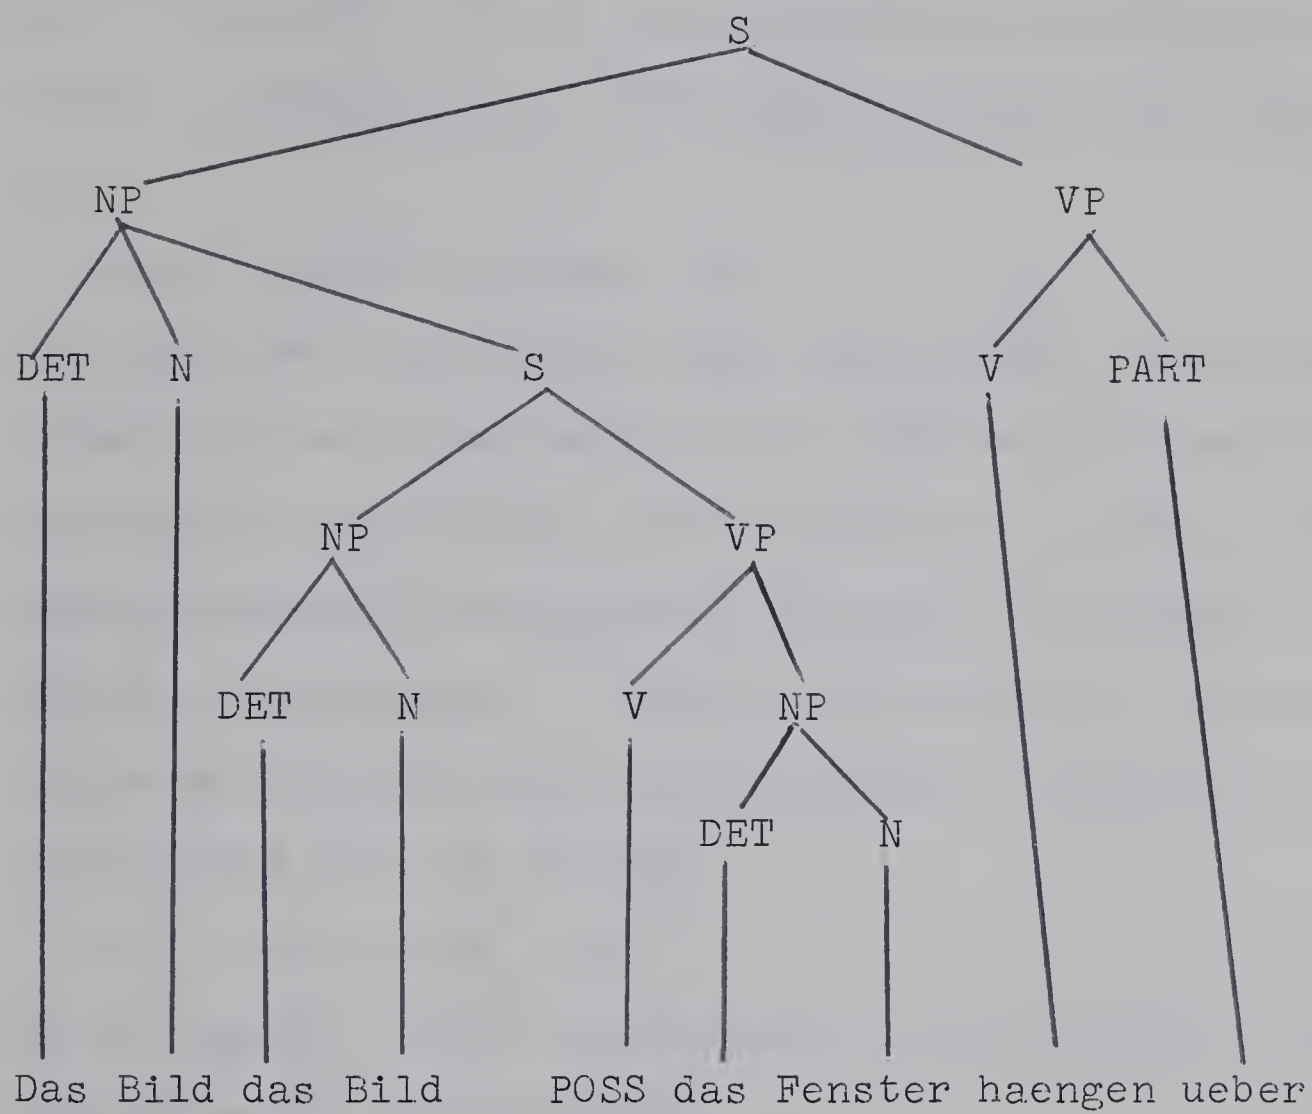 S
NP VP
DET N S V PART
NP VP
DET N V NP
DET N
Das Bild das Bild POSS das Fenster haengen ueber